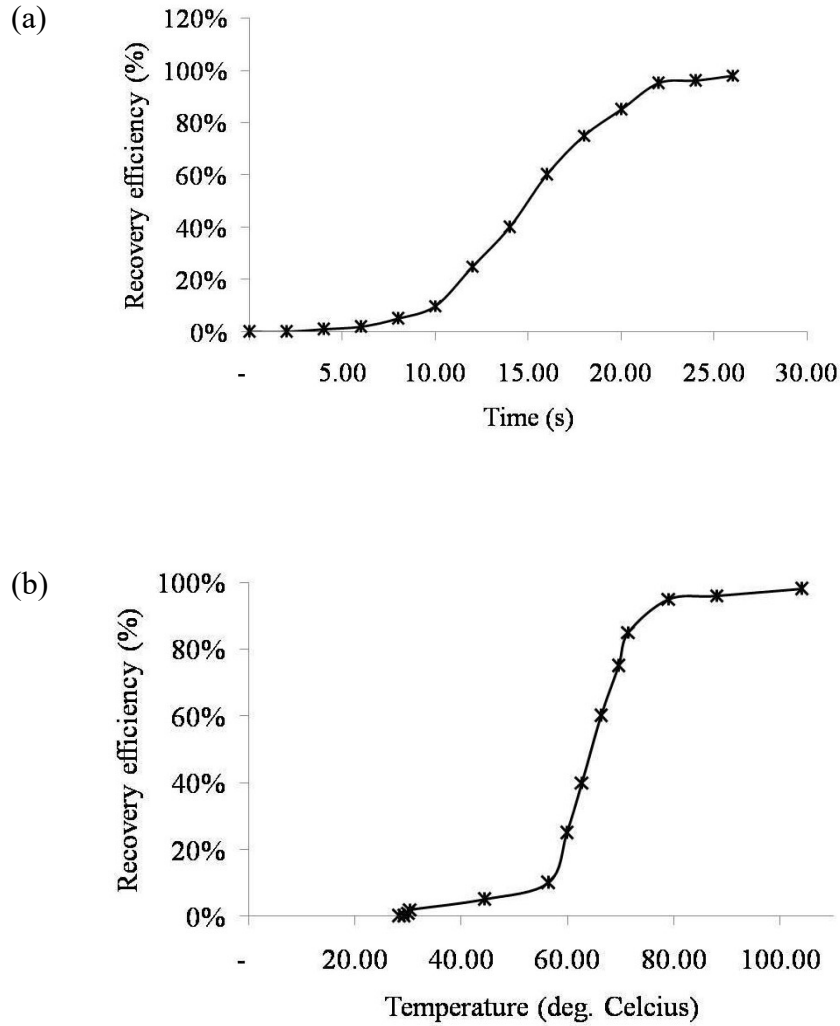 (a)
120%
100%
80%
60%
40%
20%
0%
Recovery efficiency (%)
- 5.00 10.00 15.00 20.00 25.00 30.00
Time (s)
(b)
100%
80%
60%
40%
20%
0%
Recovery efficiency (%)
- 20.00 40.00 60.00 80.00 100.00
Temperature (deg. Celcius)